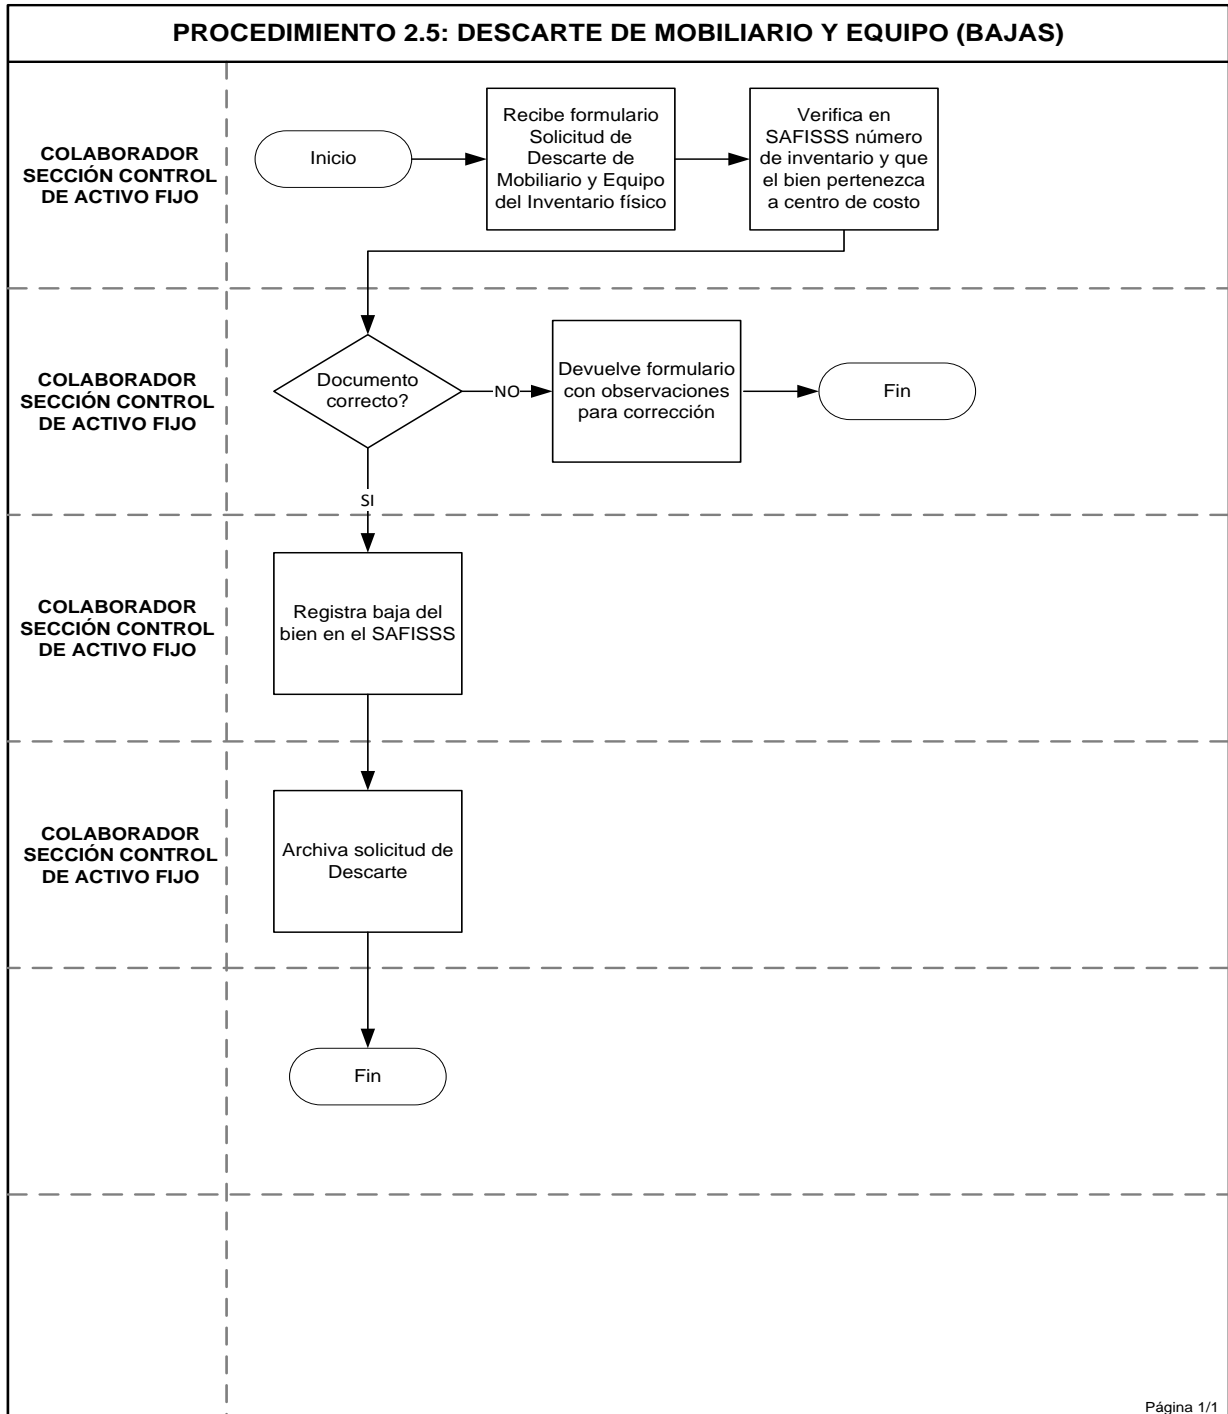 PROCEDIMIENTO 2.5: DESCARTE DE MOBILIARIO Y EQUIPO (BAJAS)
COLABORADOR
SECCIÓN CONTROL
DE ACTIVO FIJO
Inicio
Recibe formulario
Solicitud de
Descarte de
Mobiliario y Equipo
del Inventario físico
Verifica en
SAFISSS número
de inventario y que
el bien pertenezca
a centro de costo
COLABORADOR
SECCIÓN CONTROL
DE ACTIVO FIJO
Documento
correcto?
NO
Devuelve formulario
con observaciones
para corrección
Fin
SI
COLABORADOR
SECCIÓN CONTROL
DE ACTIVO FIJO
Registra baja del
bien en el SAFISSS
COLABORADOR
SECCIÓN CONTROL
DE ACTIVO FIJO
Archiva solicitud de
Descarte
Fin
Página 1/1